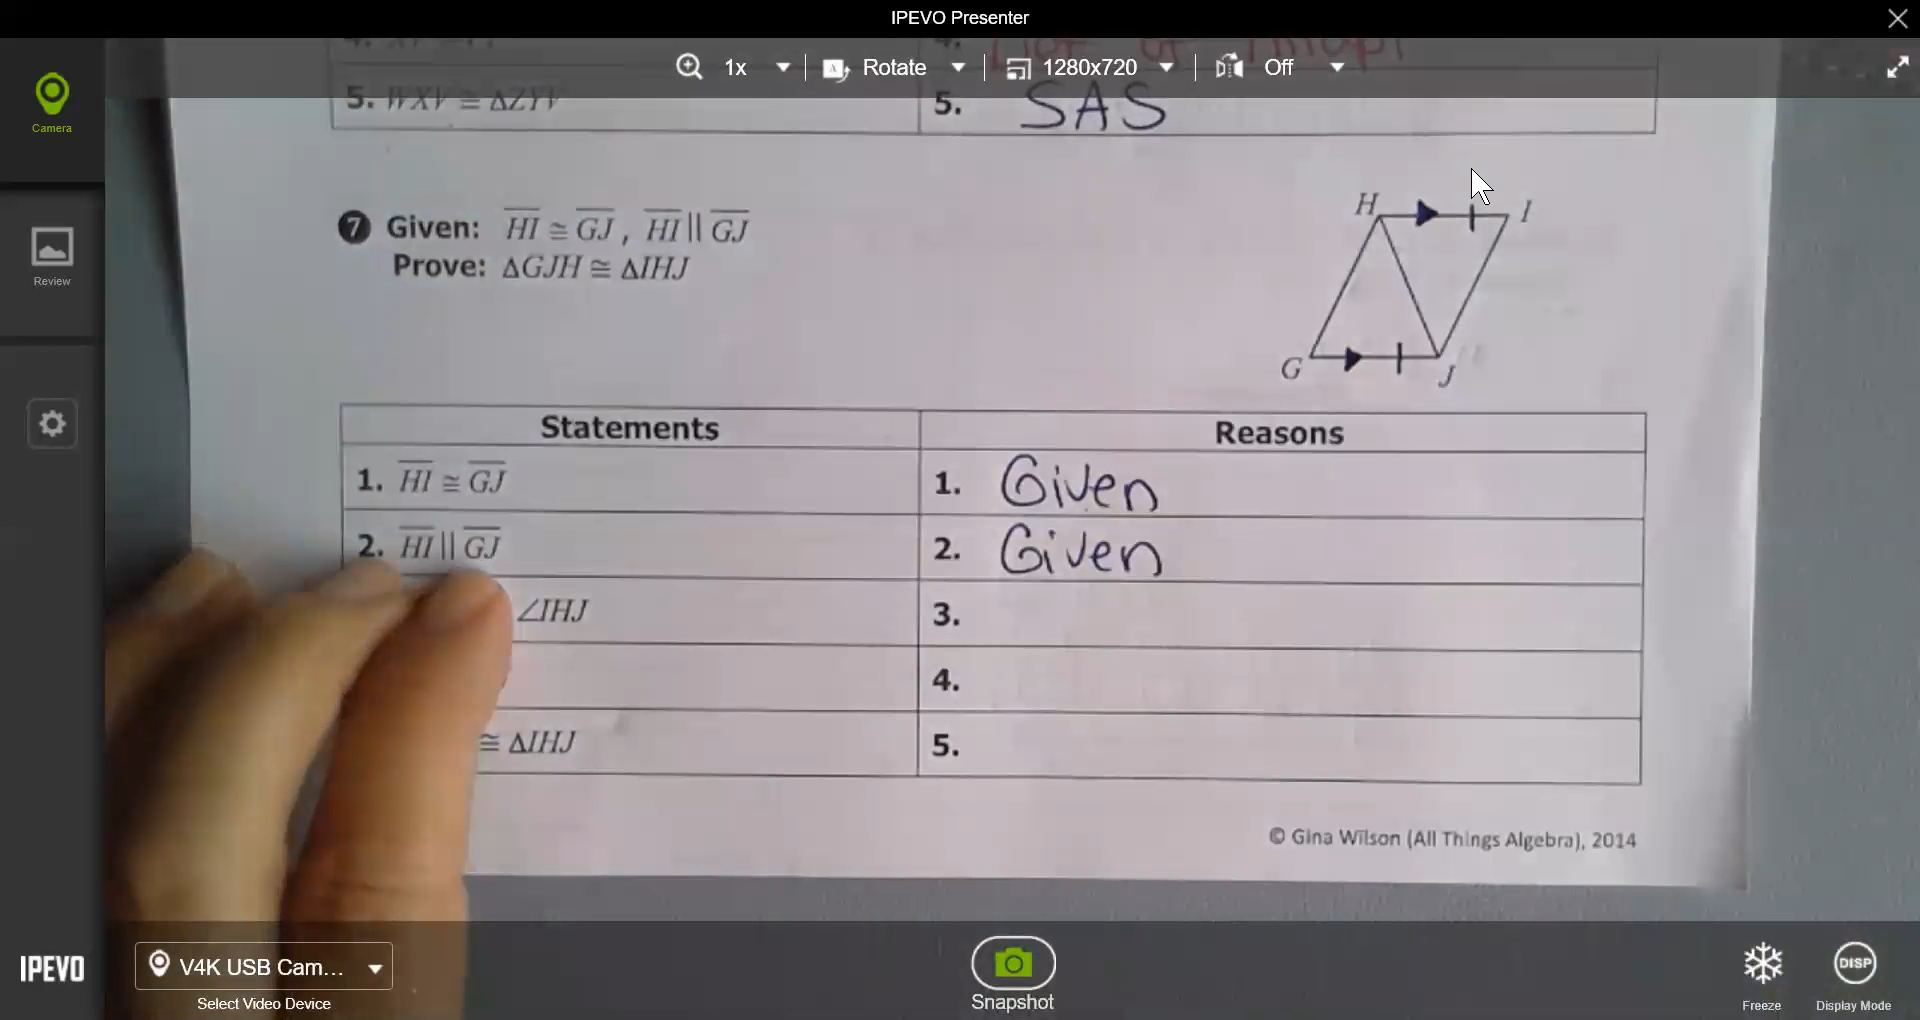 IPEVO Presenter
1x Rotate 1280x720 Off
Camera
5. WXV ≅ ΔZYV 5. SAS
Review
7 Given: HI ≅ GJ, HI || GJ
Prove: ΔGJH ≅ ΔIHJ
H I
G J
Statements Reasons
1. HI ≅ GJ 1. Given
2. HI || GJ 2. Given
∠IHJ 3.
4.
≅ ΔIHJ 5.
© Gina Wilson (All Things Algebra), 2014
IPEVO
V4K USB Cam...
Select Video Device
Snapshot
Freeze
DISP
Display Mode